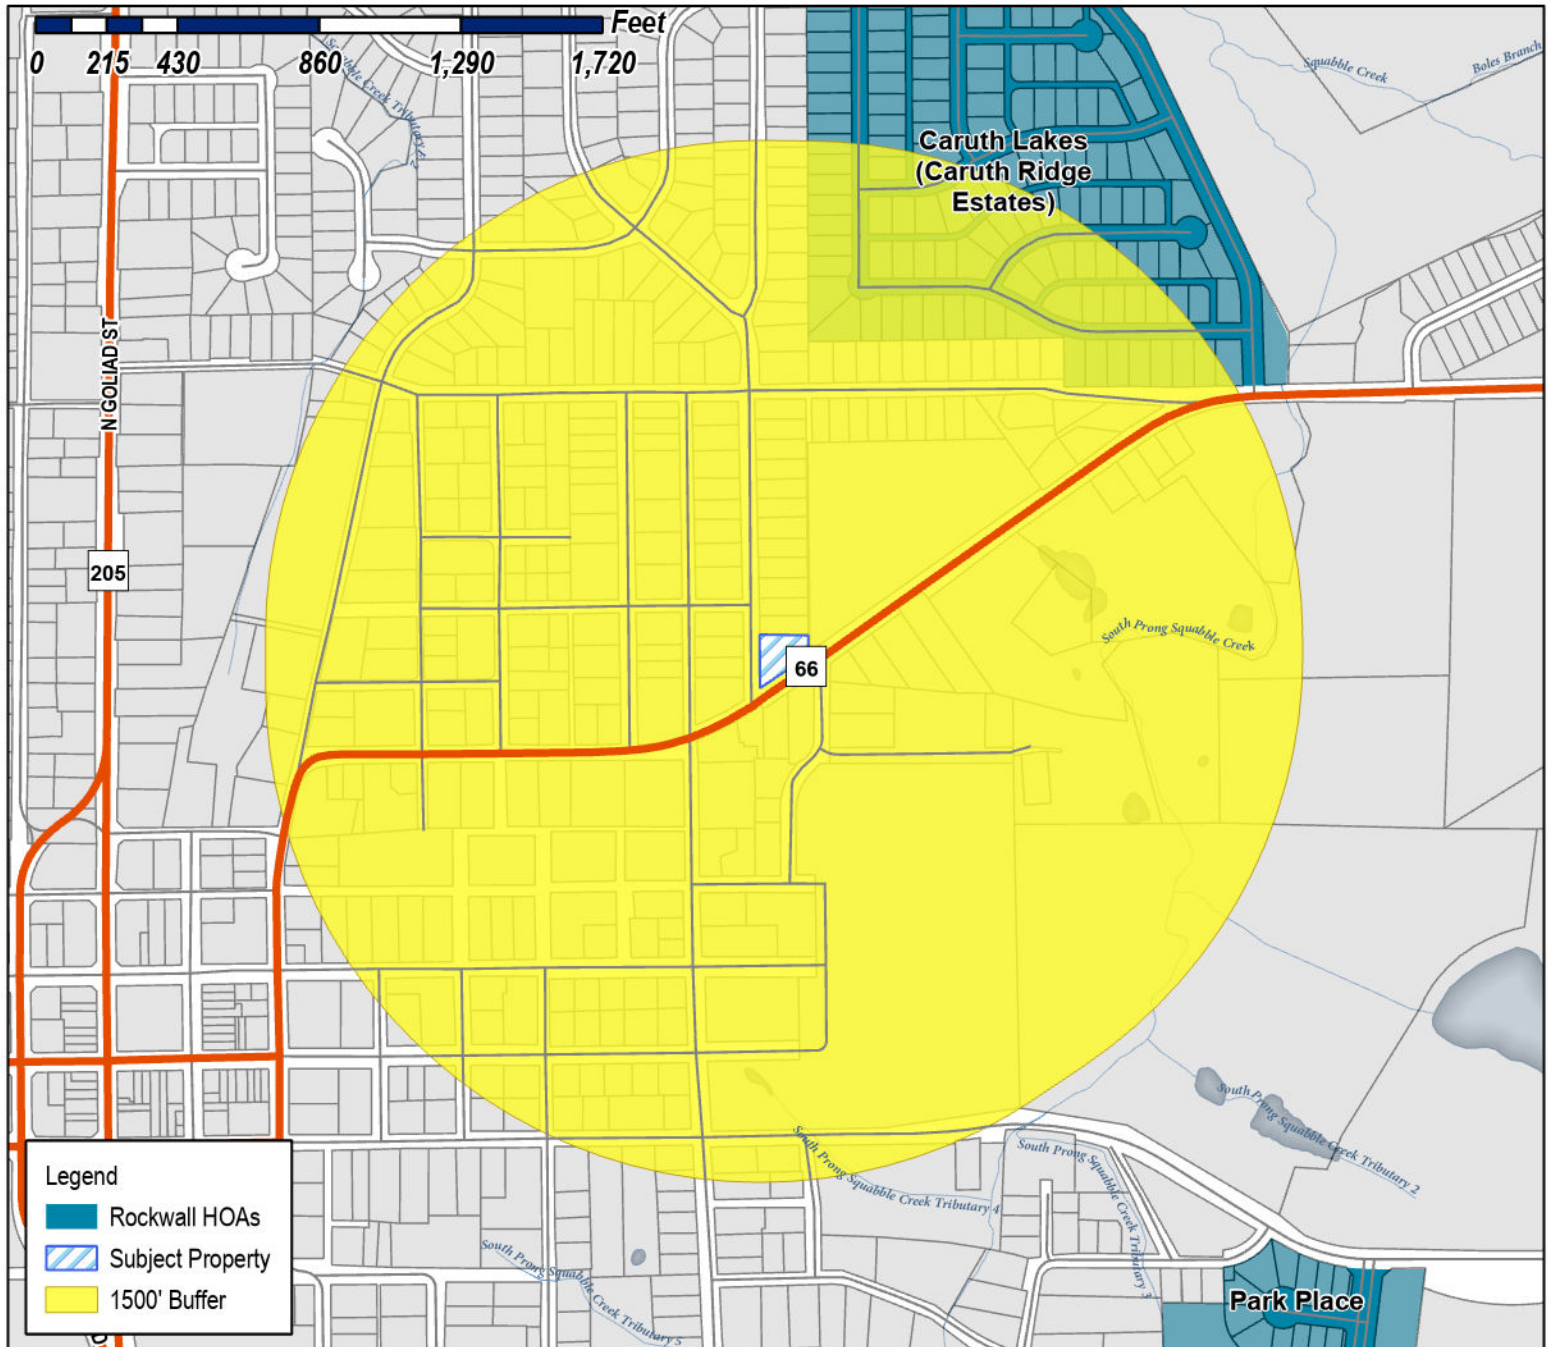 Feet
0 215 430 860 1,290 1,720
Squabble Creek
Boles Branch
Caruth Lakes
(Caruth Ridge
Estates)
N GOLIAD ST
205
66
South Prong Squabble Creek
South Prong Squabble Creek Tributary 2
South Prong Squabble Creek Tributary 4
South Prong Squabble Creek Tributary 3
South Prong Squabble Creek Tributary 5
Park Place
Legend
Rockwall HOAs
Subject Property
1500' Buffer